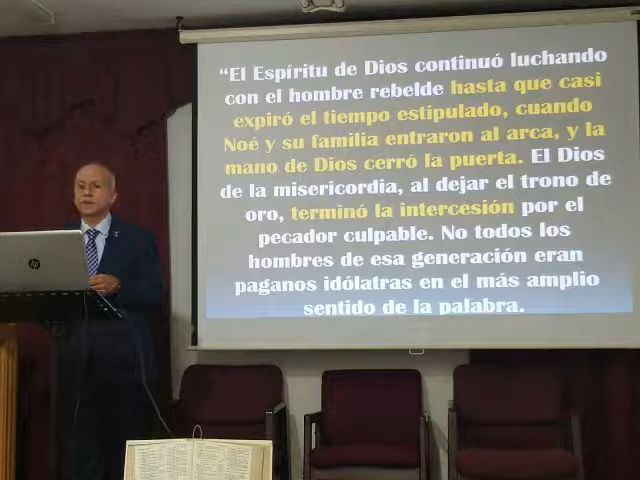 “El Espíritu de Dios continuó luchando
con el hombre rebelde hasta que casi
expiró el tiempo estipulado, cuando
Noé y su familia entraron al arca, y la
mano de Dios cerró la puerta. El Dios
de la misericordia, al dejar el trono de
oro, terminó la intercesión por el
pecador culpable. No todos los
hombres de esa generación eran
paganos idólatras en el más amplio
sentido de la palabra.
hp